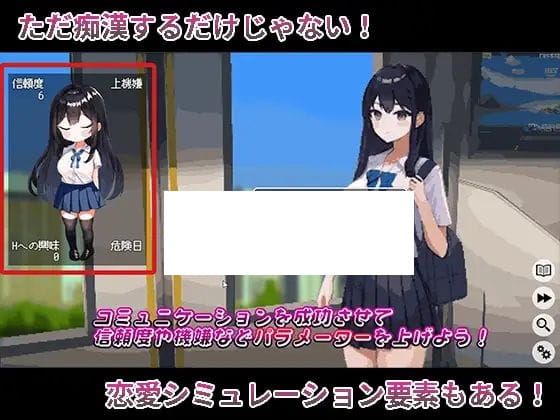 ただ痴漢するだけじゃない！
信頼度
6
上機嫌
Hへの興味
0
危険日
コミュニケーションを成功させて
信頼度や機嫌などパラメーターを上げよう！
恋愛シミュレーション要素もある！